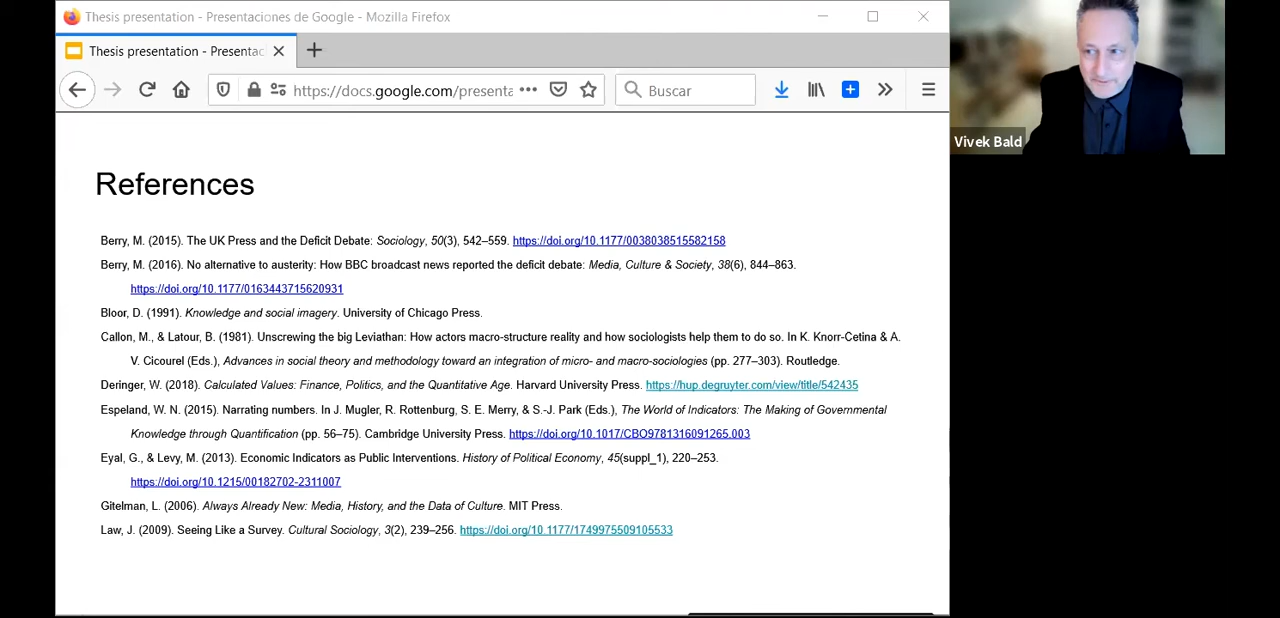 Thesis presentation - Presentaciones de Google - Mozilla Firefox
Thesis presentation - Presentac
https://docs.google.com/presenta
Buscar
Vivek Bald
References
Berry, M. (2015). The UK Press and the Deficit Debate: Sociology, 50(3), 542–559. https://doi.org/10.1177/0038038515582158
Berry, M. (2016). No alternative to austerity: How BBC broadcast news reported the deficit debate: Media, Culture & Society, 38(6), 844–863.
https://doi.org/10.1177/0163443715620931
Bloor, D. (1991). Knowledge and social imagery. University of Chicago Press.
Callon, M., & Latour, B. (1981). Unscrewing the big Leviathan: How actors macro-structure reality and how sociologists help them to do so. In K. Knorr-Cetina & A.
V. Cicourel (Eds.), Advances in social theory and methodology toward an integration of micro- and macro-sociologies (pp. 277–303). Routledge.
Deringer, W. (2018). Calculated Values: Finance, Politics, and the Quantitative Age. Harvard University Press. https://hup.degruyter.com/view/title/542435
Espeland, W. N. (2015). Narrating numbers. In J. Mugler, R. Rottenburg, S. E. Merry, & S.-J. Park (Eds.), The World of Indicators: The Making of Governmental
Knowledge through Quantification (pp. 56–75). Cambridge University Press. https://doi.org/10.1017/CBO9781316091265.003
Eyal, G., & Levy, M. (2013). Economic Indicators as Public Interventions. History of Political Economy, 45(suppl_1), 220–253.
https://doi.org/10.1215/00182702-2311007
Gitelman, L. (2006). Always Already New: Media, History, and the Data of Culture. MIT Press.
Law, J. (2009). Seeing Like a Survey. Cultural Sociology, 3(2), 239–256. https://doi.org/10.1177/1749975509105533